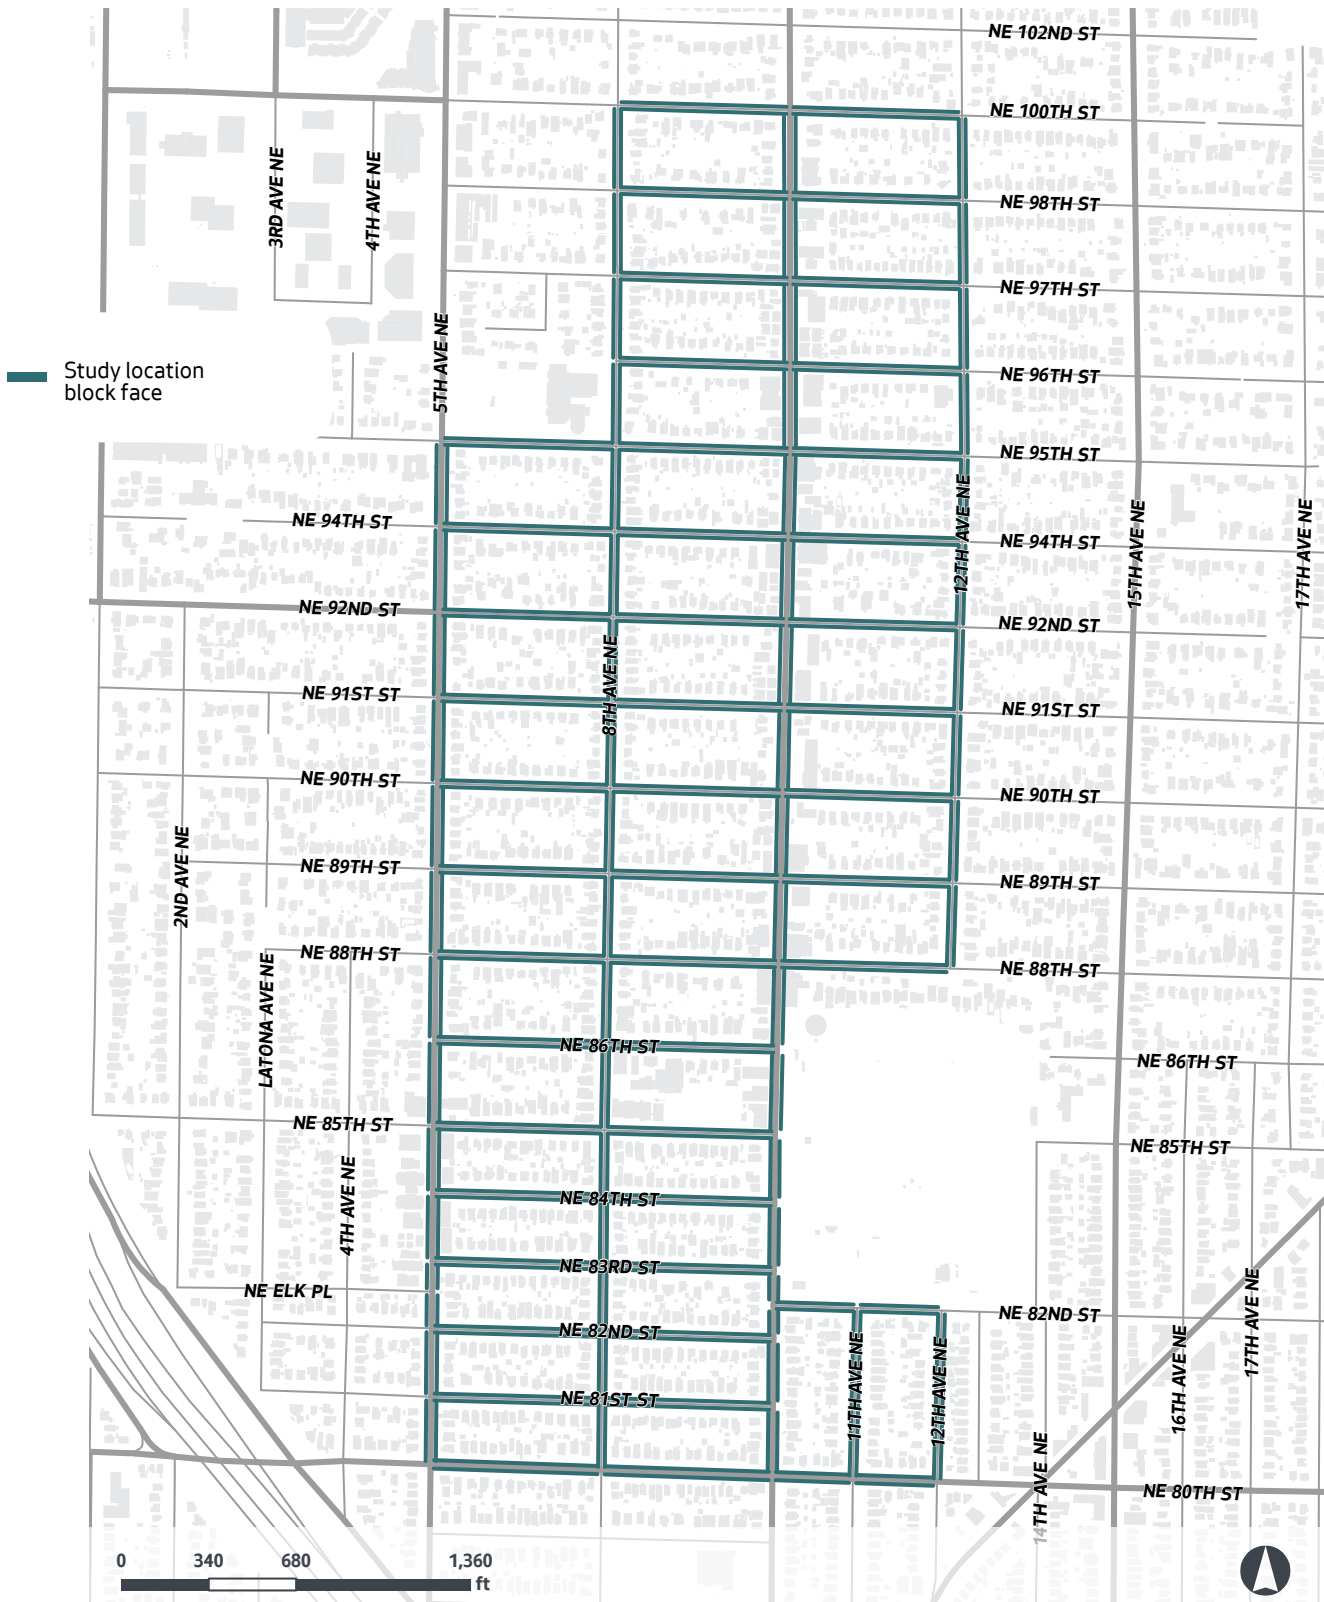 NE 102ND ST
NE 100TH ST
3RD AVE NE
4TH AVE NE
NE 98TH ST
NE 97TH ST
5TH AVE NE
Study location
block face
NE 96TH ST
NE 95TH ST
12TH AVE NE
15TH AVE NE
17TH AVE NE
NE 94TH ST
NE 94TH ST
NE 92ND ST
NE 92ND ST
8TH AVE NE
NE 91ST ST
NE 91ST ST
NE 90TH ST
NE 90TH ST
2ND AVE NE
NE 89TH ST
NE 89TH ST
NE 88TH ST
NE 88TH ST
LATONA AVE NE
NE 86TH ST
NE 86TH ST
NE 85TH ST
NE 85TH ST
4TH AVE NE
NE 84TH ST
NE 83RD ST
NE ELK PL
17TH AVE NE
NE 82ND ST
NE 82ND ST
11TH AVE NE
12TH AVE NE
16TH AVE NE
NE 81ST ST
14TH AVE NE
NE 80TH ST
0 340 680 1,360
ft